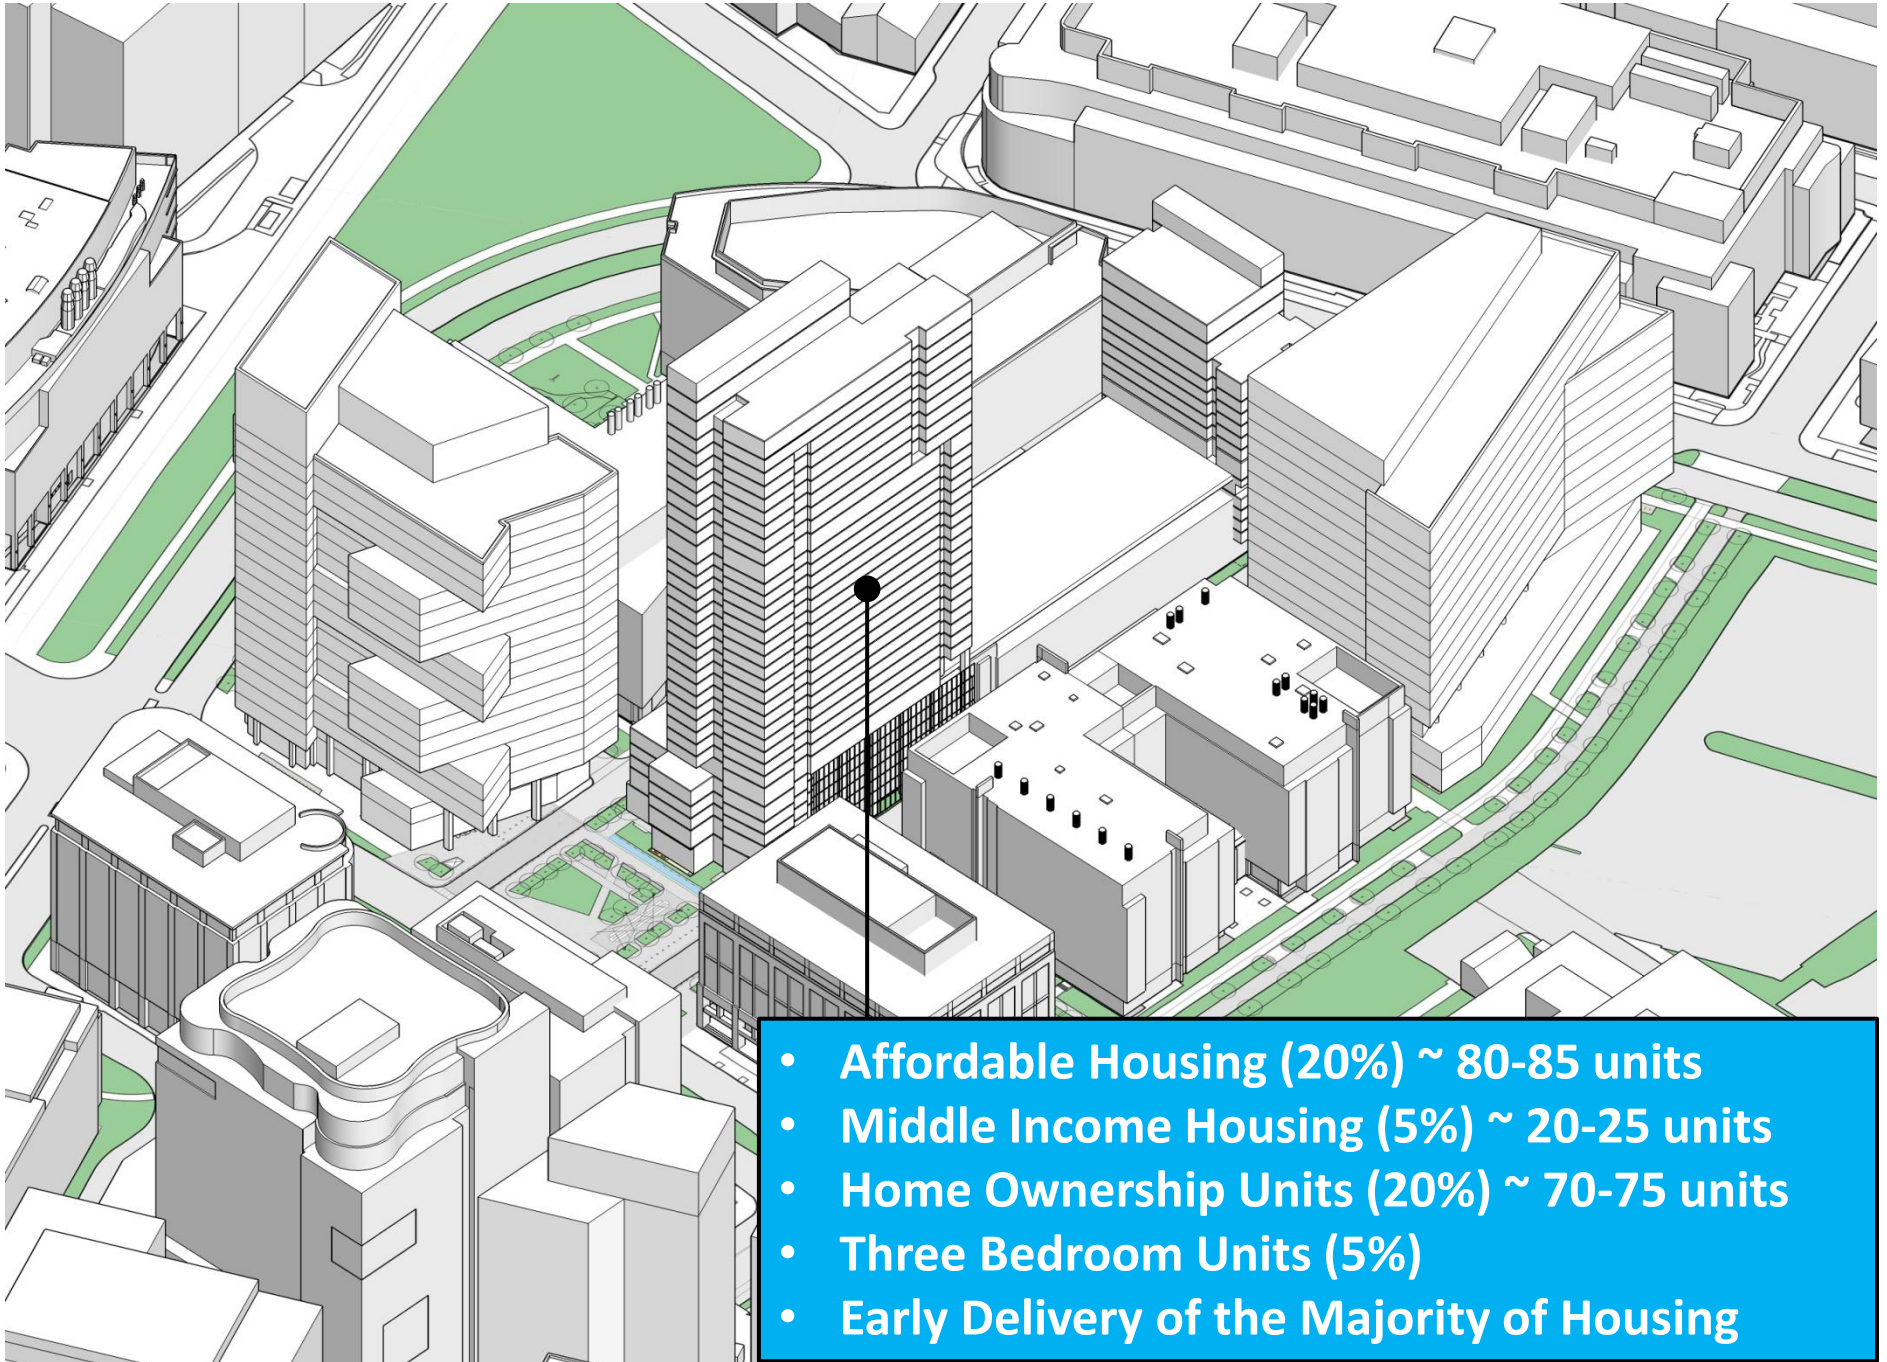 • Affordable Housing (20%) ~ 80-85 units
• Middle Income Housing (5%) ~ 20-25 units
• Home Ownership Units (20%) ~ 70-75 units
• Three Bedroom Units (5%)
• Early Delivery of the Majority of Housing